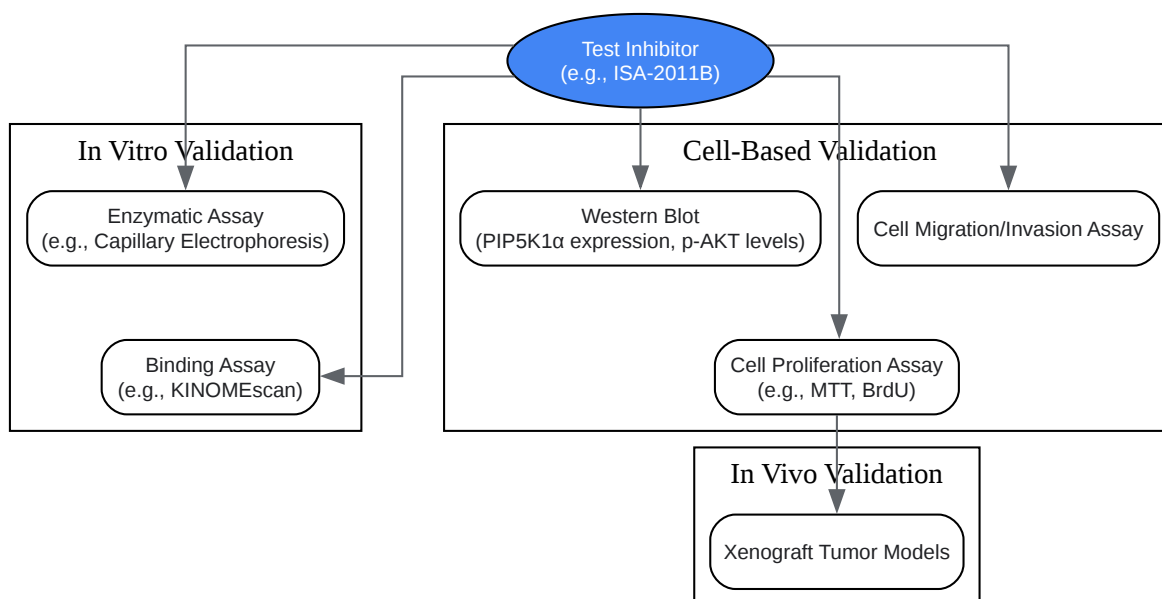 Test Inhibitor
(e.g., ISA-2011B)
In Vitro Validation
Enzymatic Assay
(e.g., Capillary Electrophoresis)
Binding Assay
(e.g., KINOMEscan)
Cell-Based Validation
Western Blot
(PIP5K1α expression, p-AKT levels)
Cell Migration/Invasion Assay
Cell Proliferation Assay
(e.g., MTT, BrdU)
In Vivo Validation
Xenograft Tumor Models